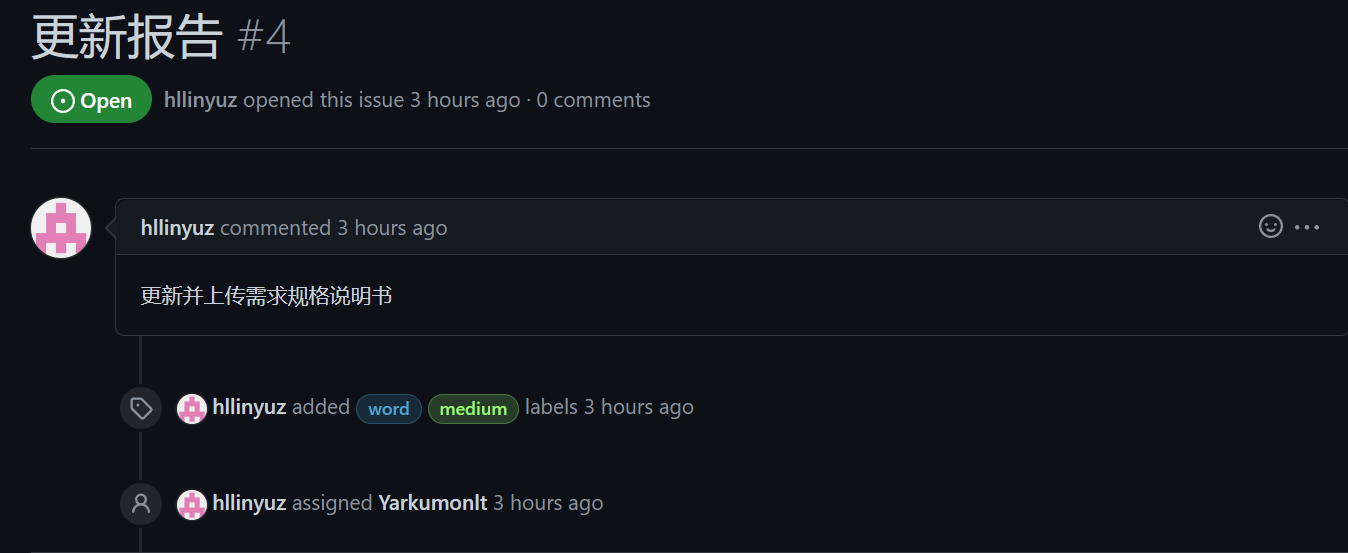 更新报告 #4
Open hllinyuz opened this issue 3 hours ago · 0 comments
hllinyuz commented 3 hours ago
更新并上传需求规格说明书
hllinyuz added word medium labels 3 hours ago
hllinyuz assigned Yarkumonlt 3 hours ago